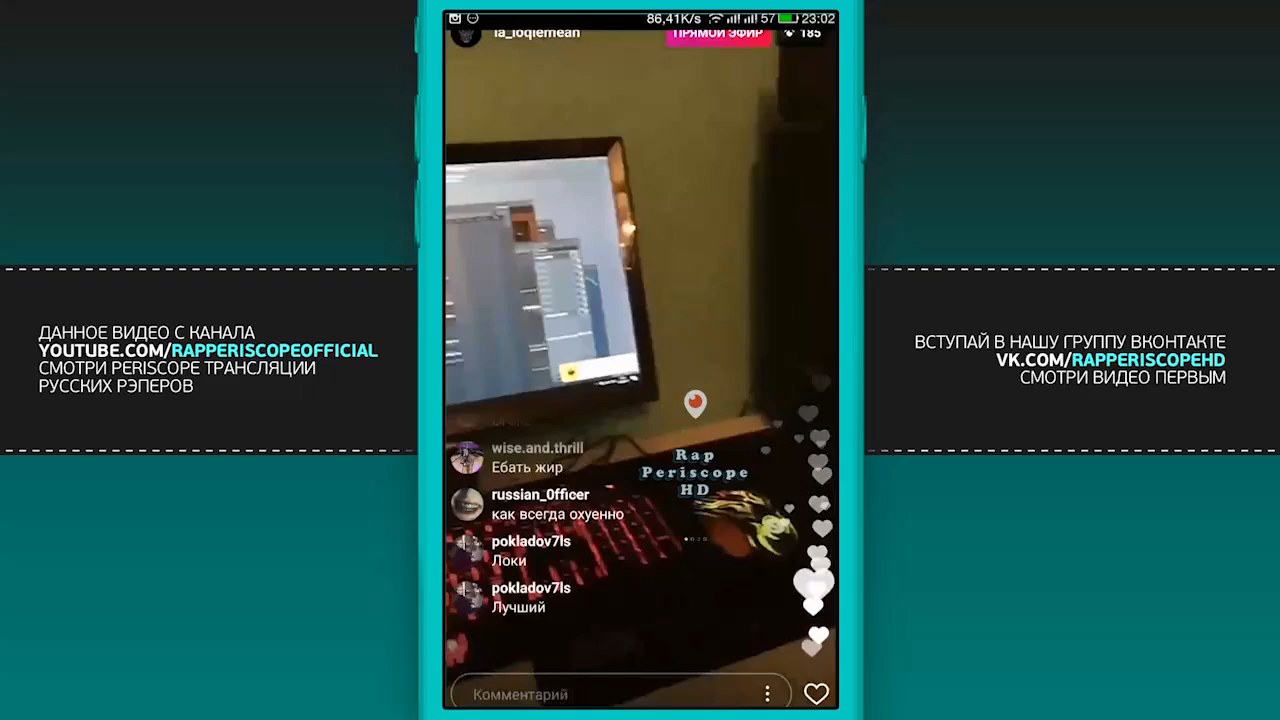 86,41K/s
57
23:02
la_loqiemean
ПРЯМОЙ ЭФИР
185
ДАННОЕ ВИДЕО С КАНАЛА
YOUTUBE.COM/RAPPERISCOPEOFFICIAL
СМОТРИ PERISCOPE ТРАНСЛЯЦИИ
РУССКИХ РЭПЕРОВ
ВСТУПАЙ В НАШУ ГРУППУ ВКОНТАКТЕ
VK.COM/RAPPERISCOPEHD
СМОТРИ ВИДЕО ПЕРВЫМ
wise.and.thrill
Ебать жир
russian_0fficer
как всегда охуенно
pokladov7ls
Локи
pokladov7ls
Лучший
Rap
Periscope
HD
Комментарий